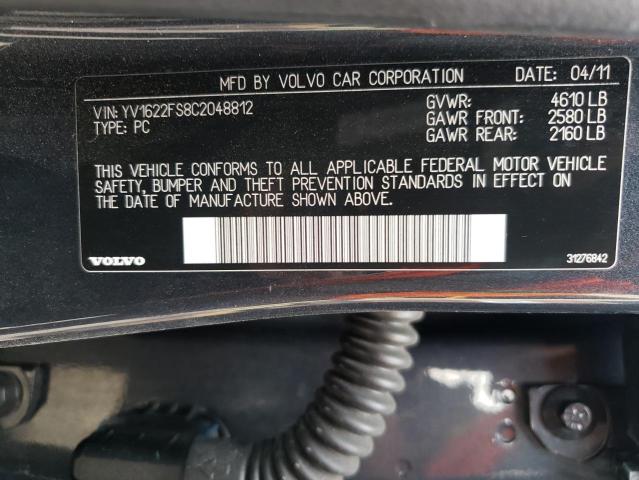 MFD BY VOLVO CAR CORPORATION DATE: 04/11
VIN: YV1622FS8C2048812 GVWR: 4610 LB
TYPE: PC GAWR FRONT: 2580 LB
GAWR REAR: 2160 LB
THIS VEHICLE CONFORMS TO ALL APPLICABLE FEDERAL MOTOR VEHICLE
SAFETY, BUMPER AND THEFT PREVENTION STANDARDS IN EFFECT ON
THE DATE OF MANUFACTURE SHOWN ABOVE.
VOLVO 31276842